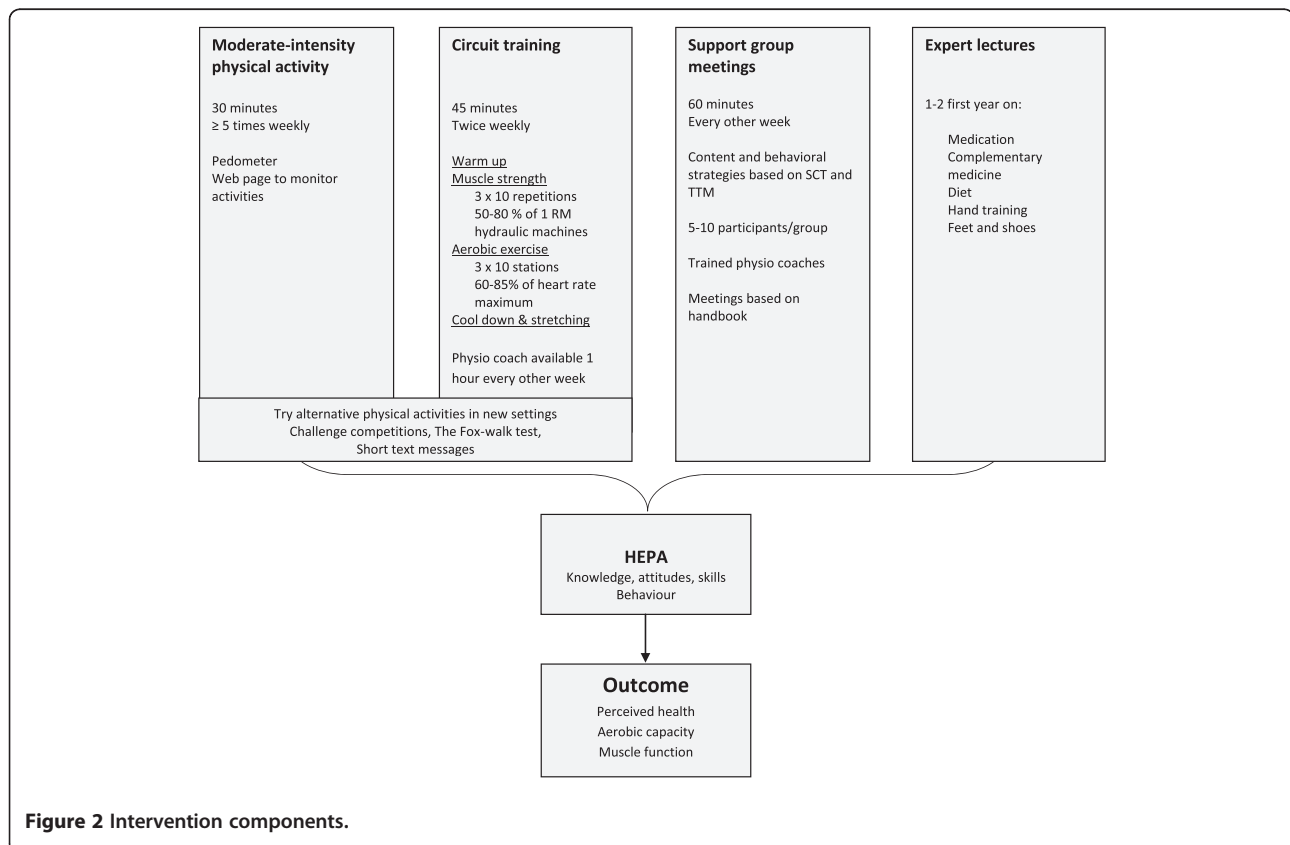 Moderate-intensity
physical activity
30 minutes
≥ 5 times weekly
Pedometer
Web page to monitor
activities
Circuit training
45 minutes
Twice weekly
Warm up
Muscle strength
3 x 10 repetitions
50-80 % of 1 RM
hydraulic machines
Aerobic exercise
3 x 10 stations
60-85% of heart rate
maximum
Cool down & stretching
Physio coach available 1
hour every other week
Support group
meetings
60 minutes
Every other week
Content and behavioral
strategies based on SCT and
TTM
5-10 participants/group
Trained physio coaches
Meetings based on
handbook
Expert lectures
1-2 first year on:
Medication
Complementary
medicine
Diet
Hand training
Feet and shoes
Try alternative physical activities in new settings
Challenge competitions, The Fox-walk test,
Short text messages
HEPA
Knowledge, attitudes, skills
Behaviour
Outcome
Perceived health
Aerobic capacity
Muscle function
Figure 2 Intervention components.